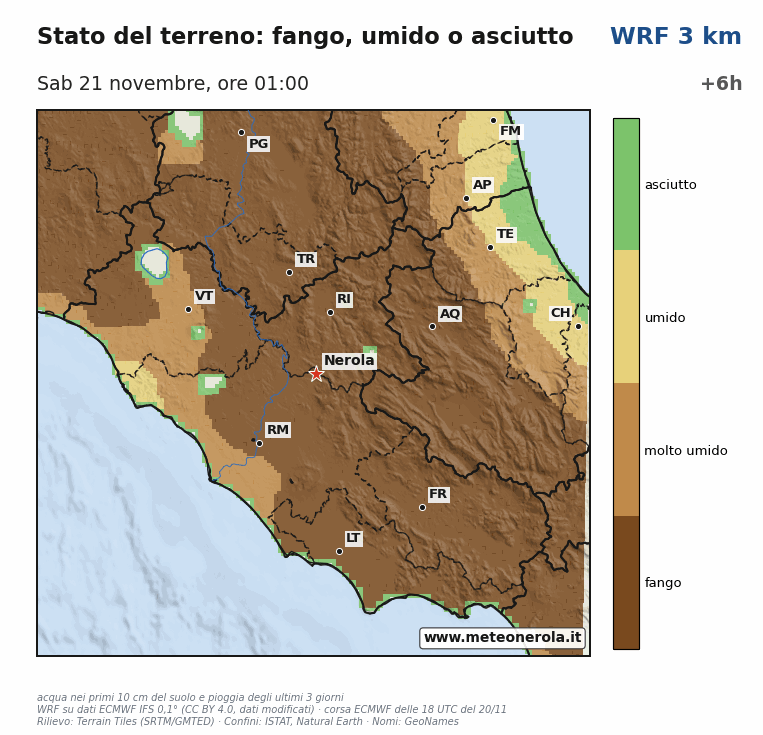 Stato del terreno: fango, umido o asciutto
WRF 3 km
Sab 21 novembre, ore 01:00
+6h
FM
PG
AP
asciutto
TE
TR
VT
RI
AQ
CH
umido
Nerola
RM
molto umido
FR
LT
fango
www.meteonerola.it
acqua nei primi 10 cm del suolo e pioggia degli ultimi 3 giorni
WRF su dati ECMWF IFS 0,1° (CC BY 4.0, dati modificati) · corsa ECMWF delle 18 UTC del 20/11
Rilievo: Terrain Tiles (SRTM/GMTED) · Confini: ISTAT, Natural Earth · Nomi: GeoNames